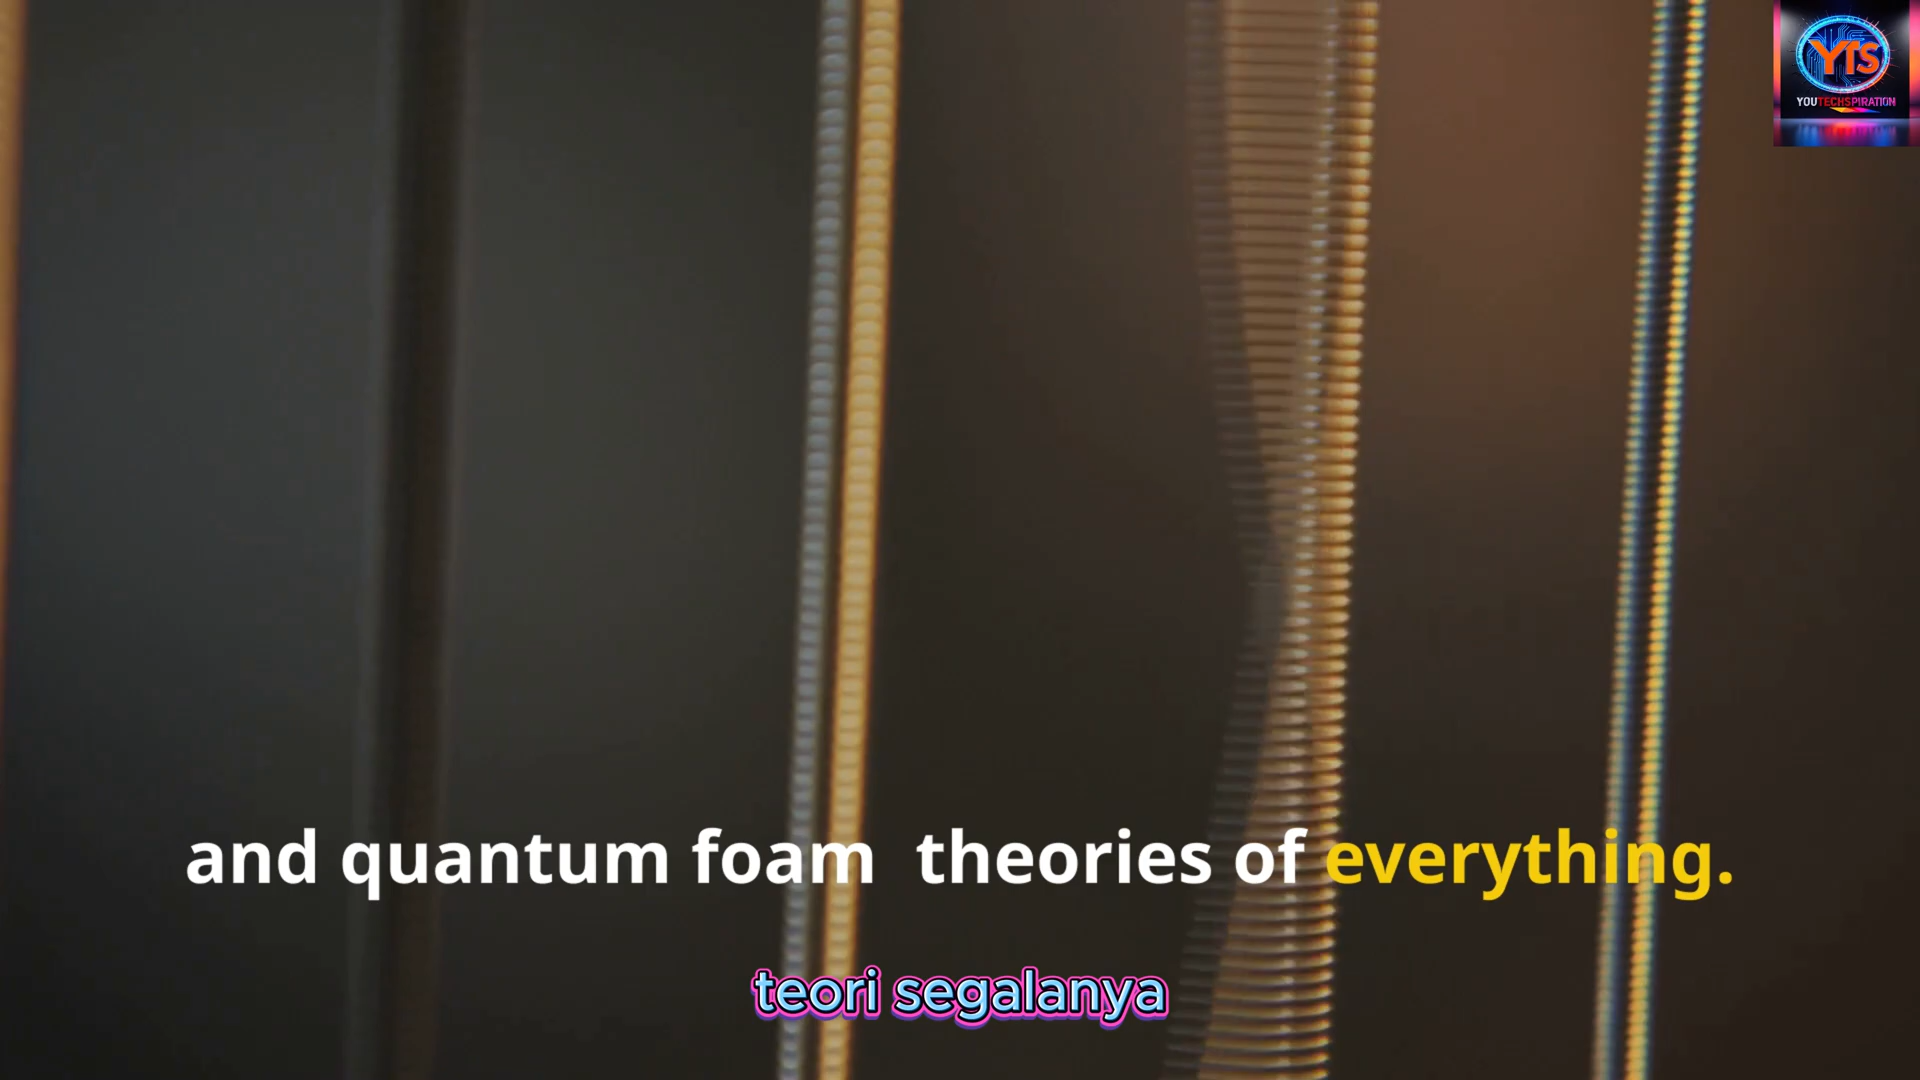 YTS
YOUTECHSPIRATION
and quantum foam theories of everything.
teori segalanya